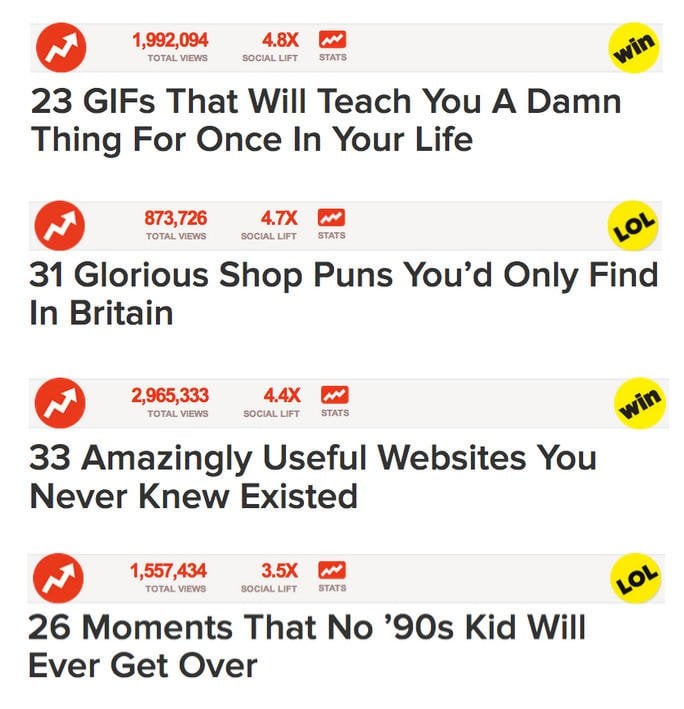 1,992,094 4.8X win
TOTAL VIEWS SOCIAL LIFT STATS
23 GIFs That Will Teach You A Damn
Thing For Once In Your Life
873,726 4.7X LOL
TOTAL VIEWS SOCIAL LIFT STATS
31 Glorious Shop Puns You’d Only Find
In Britain
2,965,333 4.4X win
TOTAL VIEWS SOCIAL LIFT STATS
33 Amazingly Useful Websites You
Never Knew Existed
1,557,434 3.5X LOL
TOTAL VIEWS SOCIAL LIFT STATS
26 Moments That No ’90s Kid Will
Ever Get Over